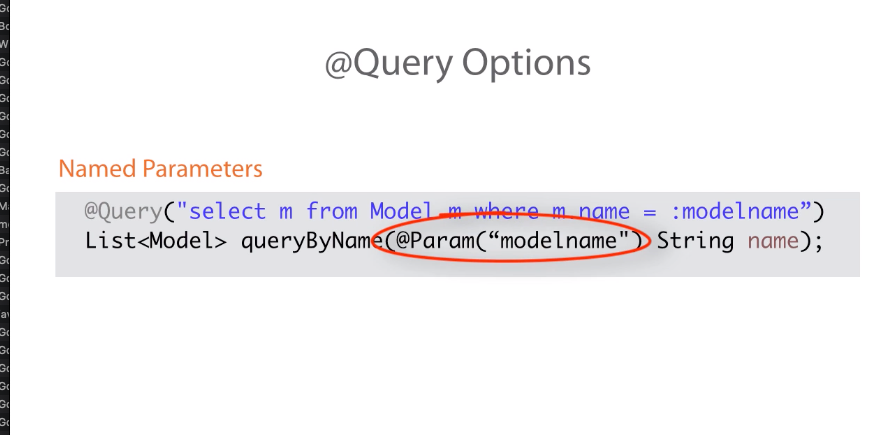 @Query Options
Named Parameters
@Query("select m from Model m where m.name = :modelname”)
List<Model> queryByName(@Param(“modelname") String name);